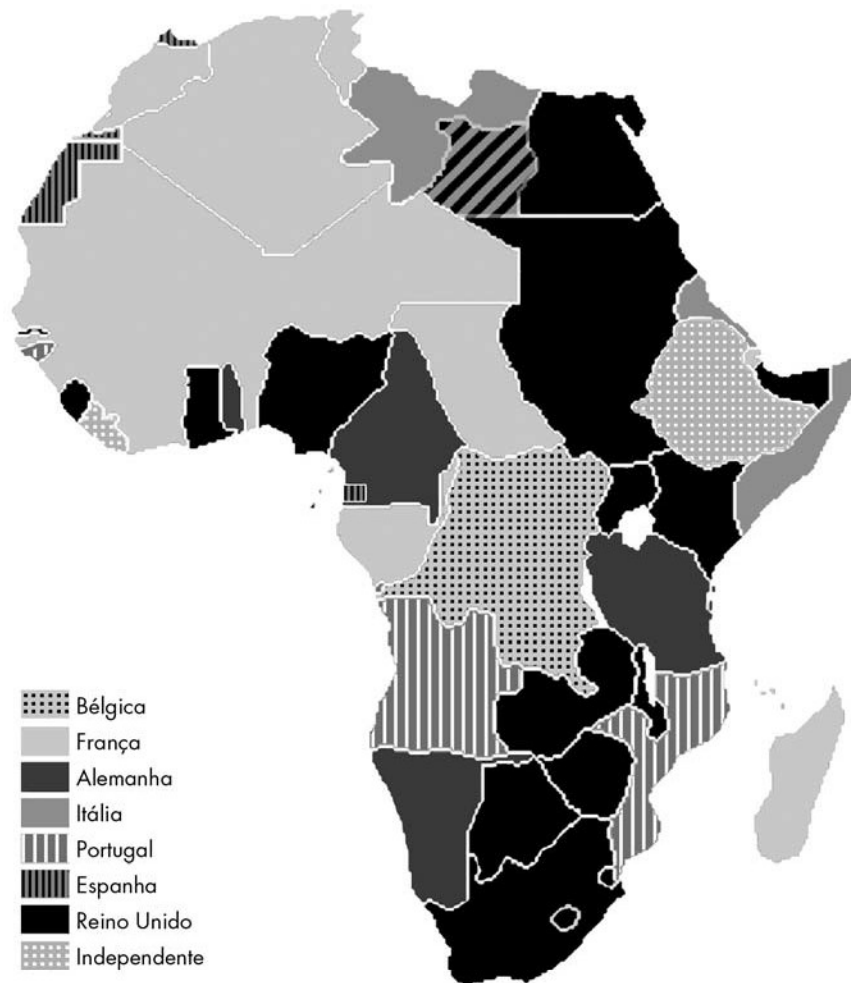 Bélgica
França
Alemanha
Itália
Portugal
Espanha
Reino Unido
Independente